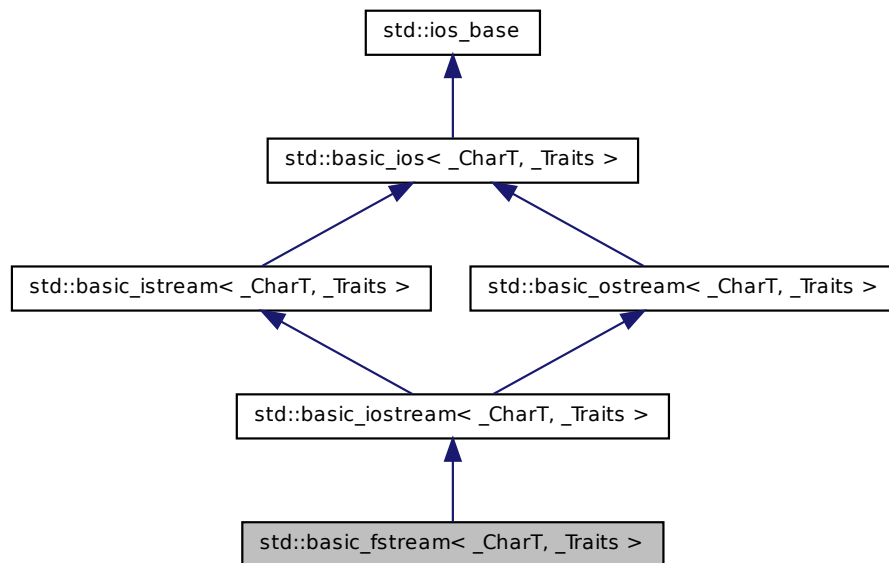 std::ios_base
std::basic_ios< _CharT, _Traits >
std::basic_istream< _CharT, _Traits >
std::basic_ostream< _CharT, _Traits >
std::basic_iostream< _CharT, _Traits >
std::basic_fstream< _CharT, _Traits >